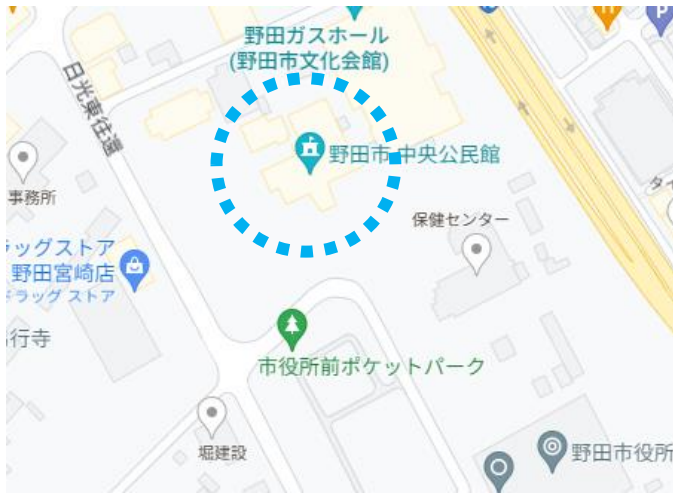 野田ガスホール
(野田市文化会館)
日光東往還
野田市 中央公民館
事務所
保健センター
タイ
ッグストア
野田宮崎店
ドラッグ ストア
行寺
市役所前ポケットパーク
堀建設
野田市役所
P